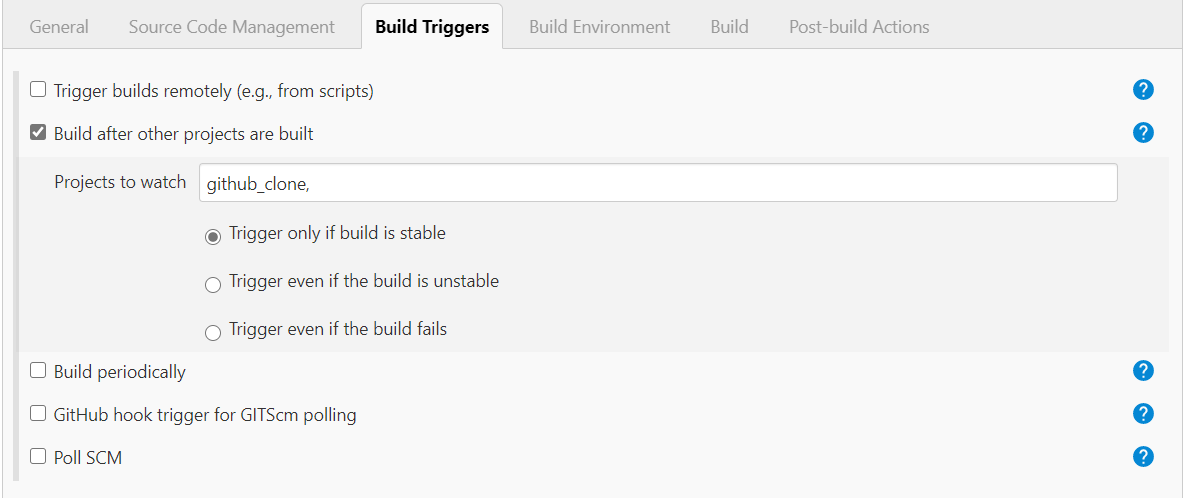 General Source Code Management Build Triggers Build Environment Build Post-build Actions
Trigger builds remotely (e.g., from scripts) ?
Build after other projects are built ?
Projects to watch github_clone,
Trigger only if build is stable
Trigger even if the build is unstable
Trigger even if the build fails
Build periodically ?
GitHub hook trigger for GITScm polling ?
Poll SCM ?